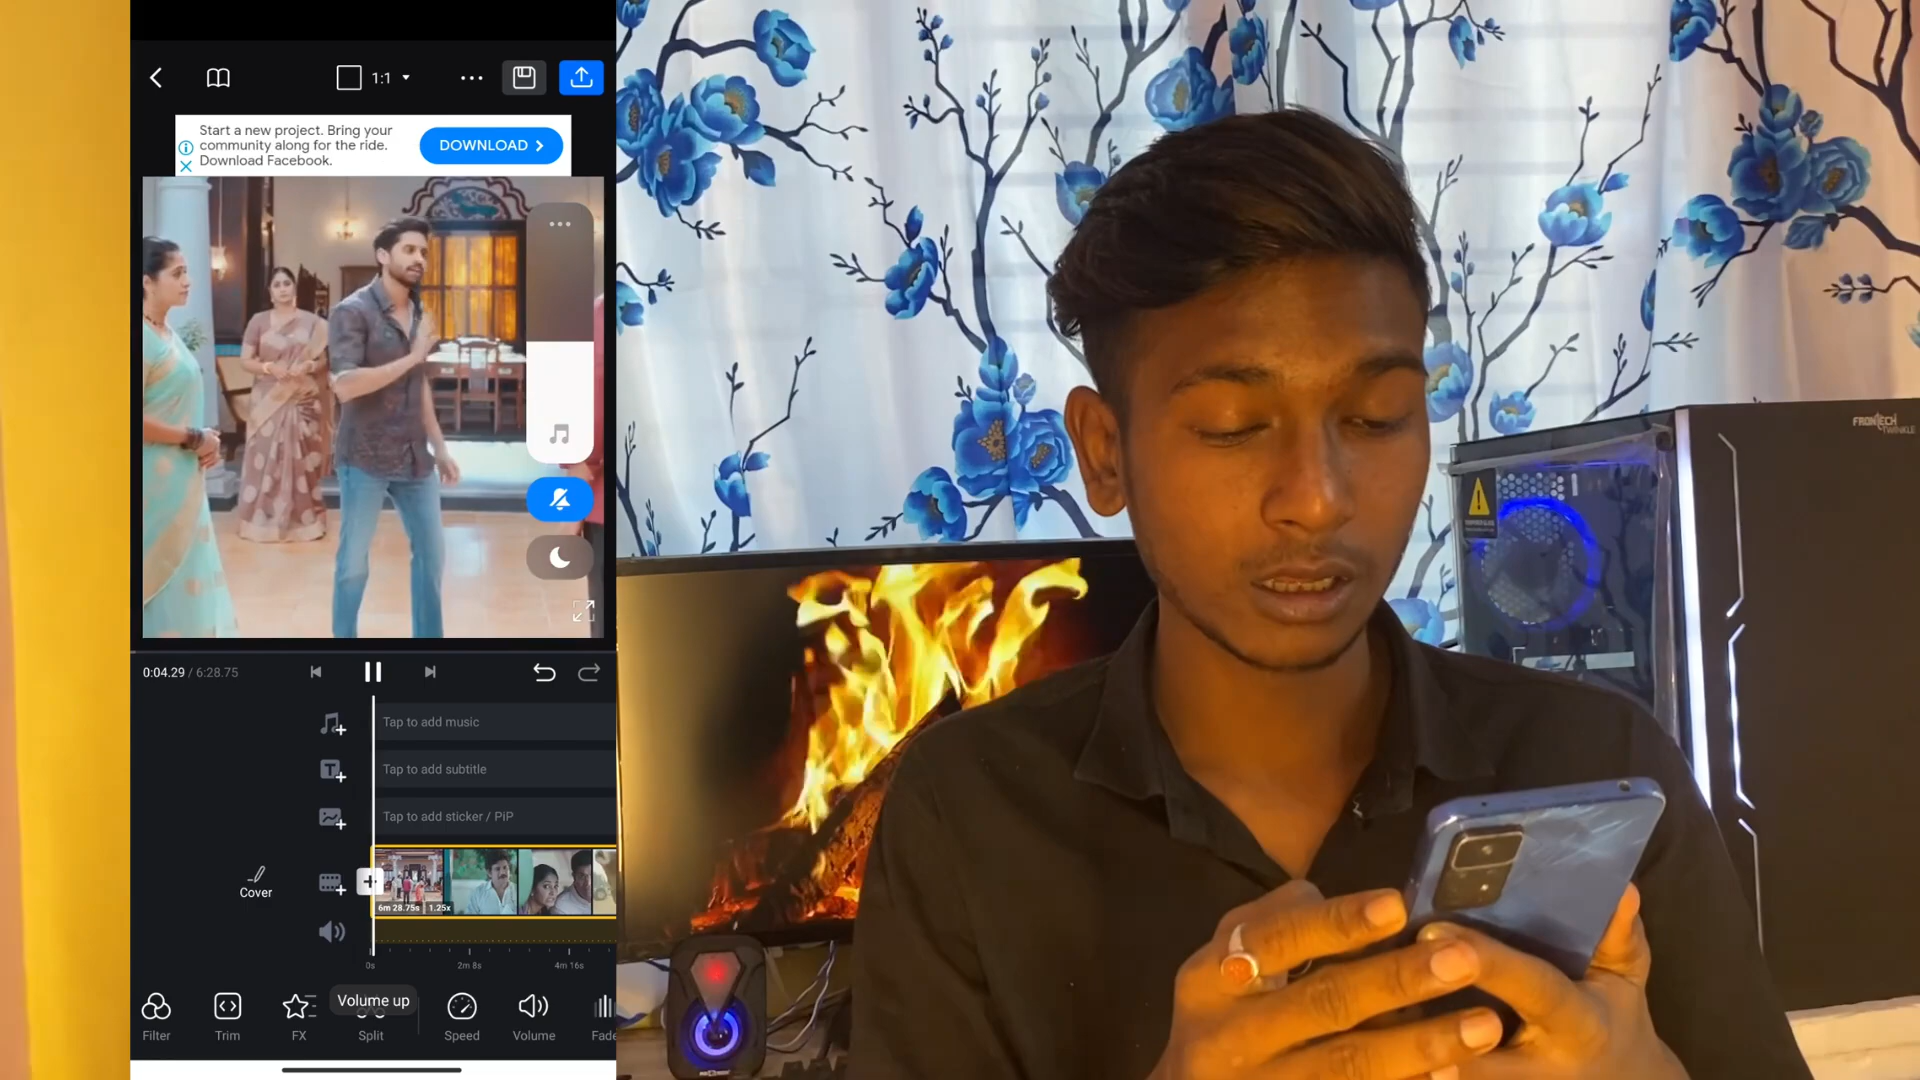 1:1
Start a new project. Bring your
community along for the ride.
Download Facebook.
DOWNLOAD
0:04.29 / 6:28.75
Tap to add music
Tap to add subtitle
Tap to add sticker / PiP
Cover
6m 28.75s 1.25x
0s 2m 8s 4m 16s
Volume up
Filter Trim FX Split Speed Volume Fade
FRONTECH
TWINKLE